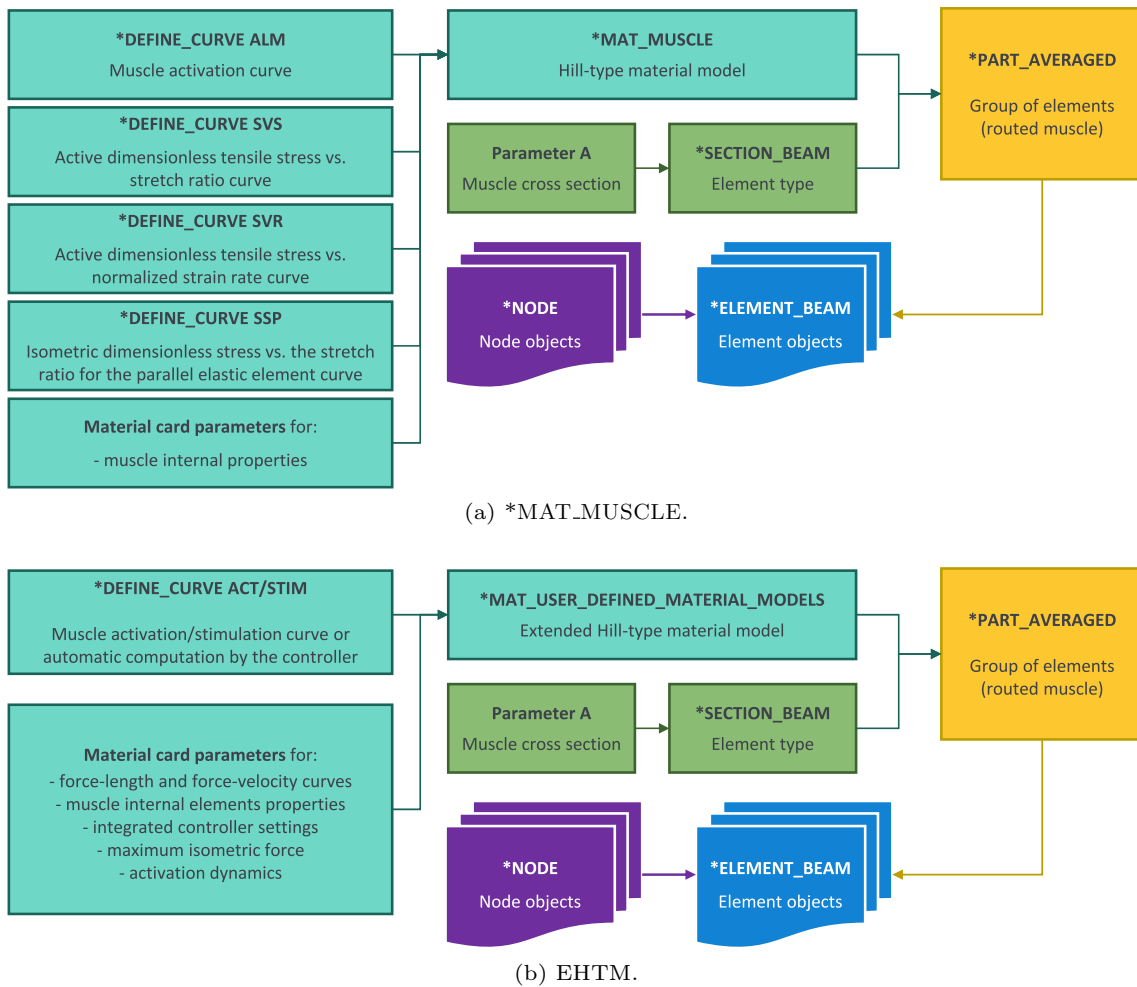 *DEFINE_CURVE ALM
Muscle activation curve
*DEFINE_CURVE SVS
Active dimensionless tensile stress vs.
stretch ratio curve
*DEFINE_CURVE SVR
Active dimensionless tensile stress vs.
normalized strain rate curve
*DEFINE_CURVE SSP
Isometric dimensionless stress vs. the stretch
ratio for the parallel elastic element curve
Material card parameters for:
- muscle internal properties
*MAT_MUSCLE
Hill-type material model
Parameter A
Muscle cross section
*SECTION_BEAM
Element type
*NODE
Node objects
*ELEMENT_BEAM
Element objects
*PART_AVERAGED
Group of elements
(routed muscle)
(a) *MAT_MUSCLE.
*DEFINE_CURVE ACT/STIM
Muscle activation/stimulation curve or
automatic computation by the controller
Material card parameters for:
- force-length and force-velocity curves
- muscle internal elements properties
- integrated controller settings
- maximum isometric force
- activation dynamics
*MAT_USER_DEFINED_MATERIAL_MODELS
Extended Hill-type material model
Parameter A
Muscle cross section
*SECTION_BEAM
Element type
*NODE
Node objects
*ELEMENT_BEAM
Element objects
*PART_AVERAGED
Group of elements
(routed muscle)
(b) EHTM.